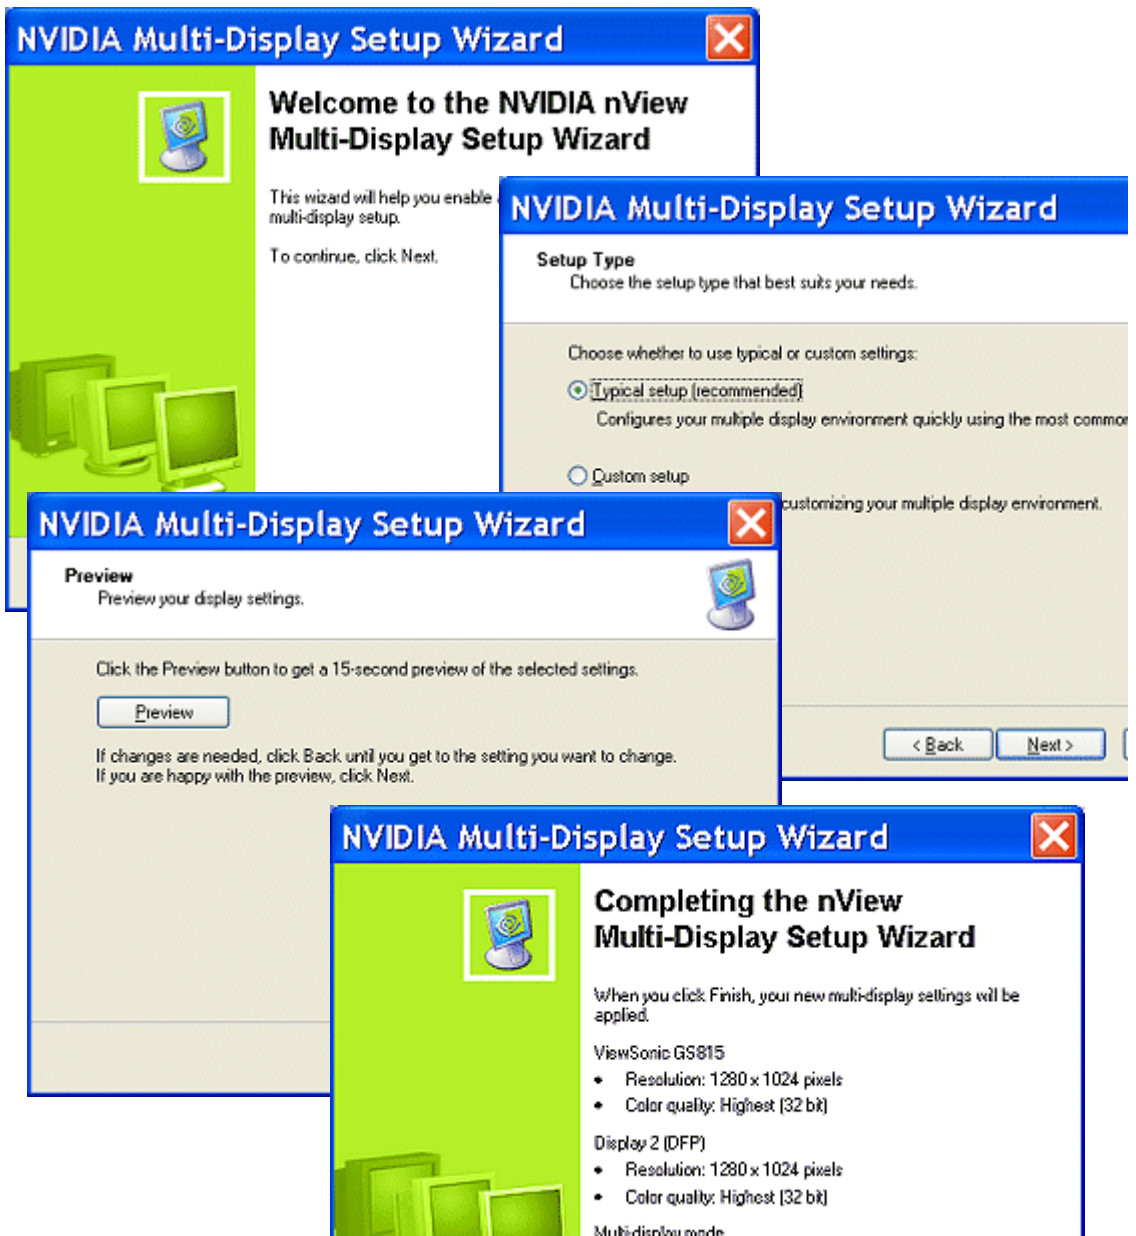 NVIDIA Multi-Display Setup Wizard
Welcome to the NVIDIA nView
Multi-Display Setup Wizard
This wizard will help you enable
multi-display setup.
To continue, click Next.
NVIDIA Multi-Display Setup Wizard
Setup Type
Choose the setup type that best suits your needs.
Choose whether to use typical or custom settings:
Typical setup (recommended)
Configures your multiple display environment quickly using the most common
Custom setup
customizing your multiple display environment.
< Back
Next >
NVIDIA Multi-Display Setup Wizard
Preview
Preview your display settings.
Click the Preview button to get a 15-second preview of the selected settings.
Preview
If changes are needed, click Back until you get to the setting you want to change.
If you are happy with the preview, click Next.
NVIDIA Multi-Display Setup Wizard
Completing the nView
Multi-Display Setup Wizard
When you click Finish, your new multi-display settings will be
applied.
ViewSonic GS815
• Resolution: 1280 x 1024 pixels
• Color quality: Highest (32 bit)
Display 2 (DFP)
• Resolution: 1280 x 1024 pixels
• Color quality: Highest (32 bit)
Multi-display mode